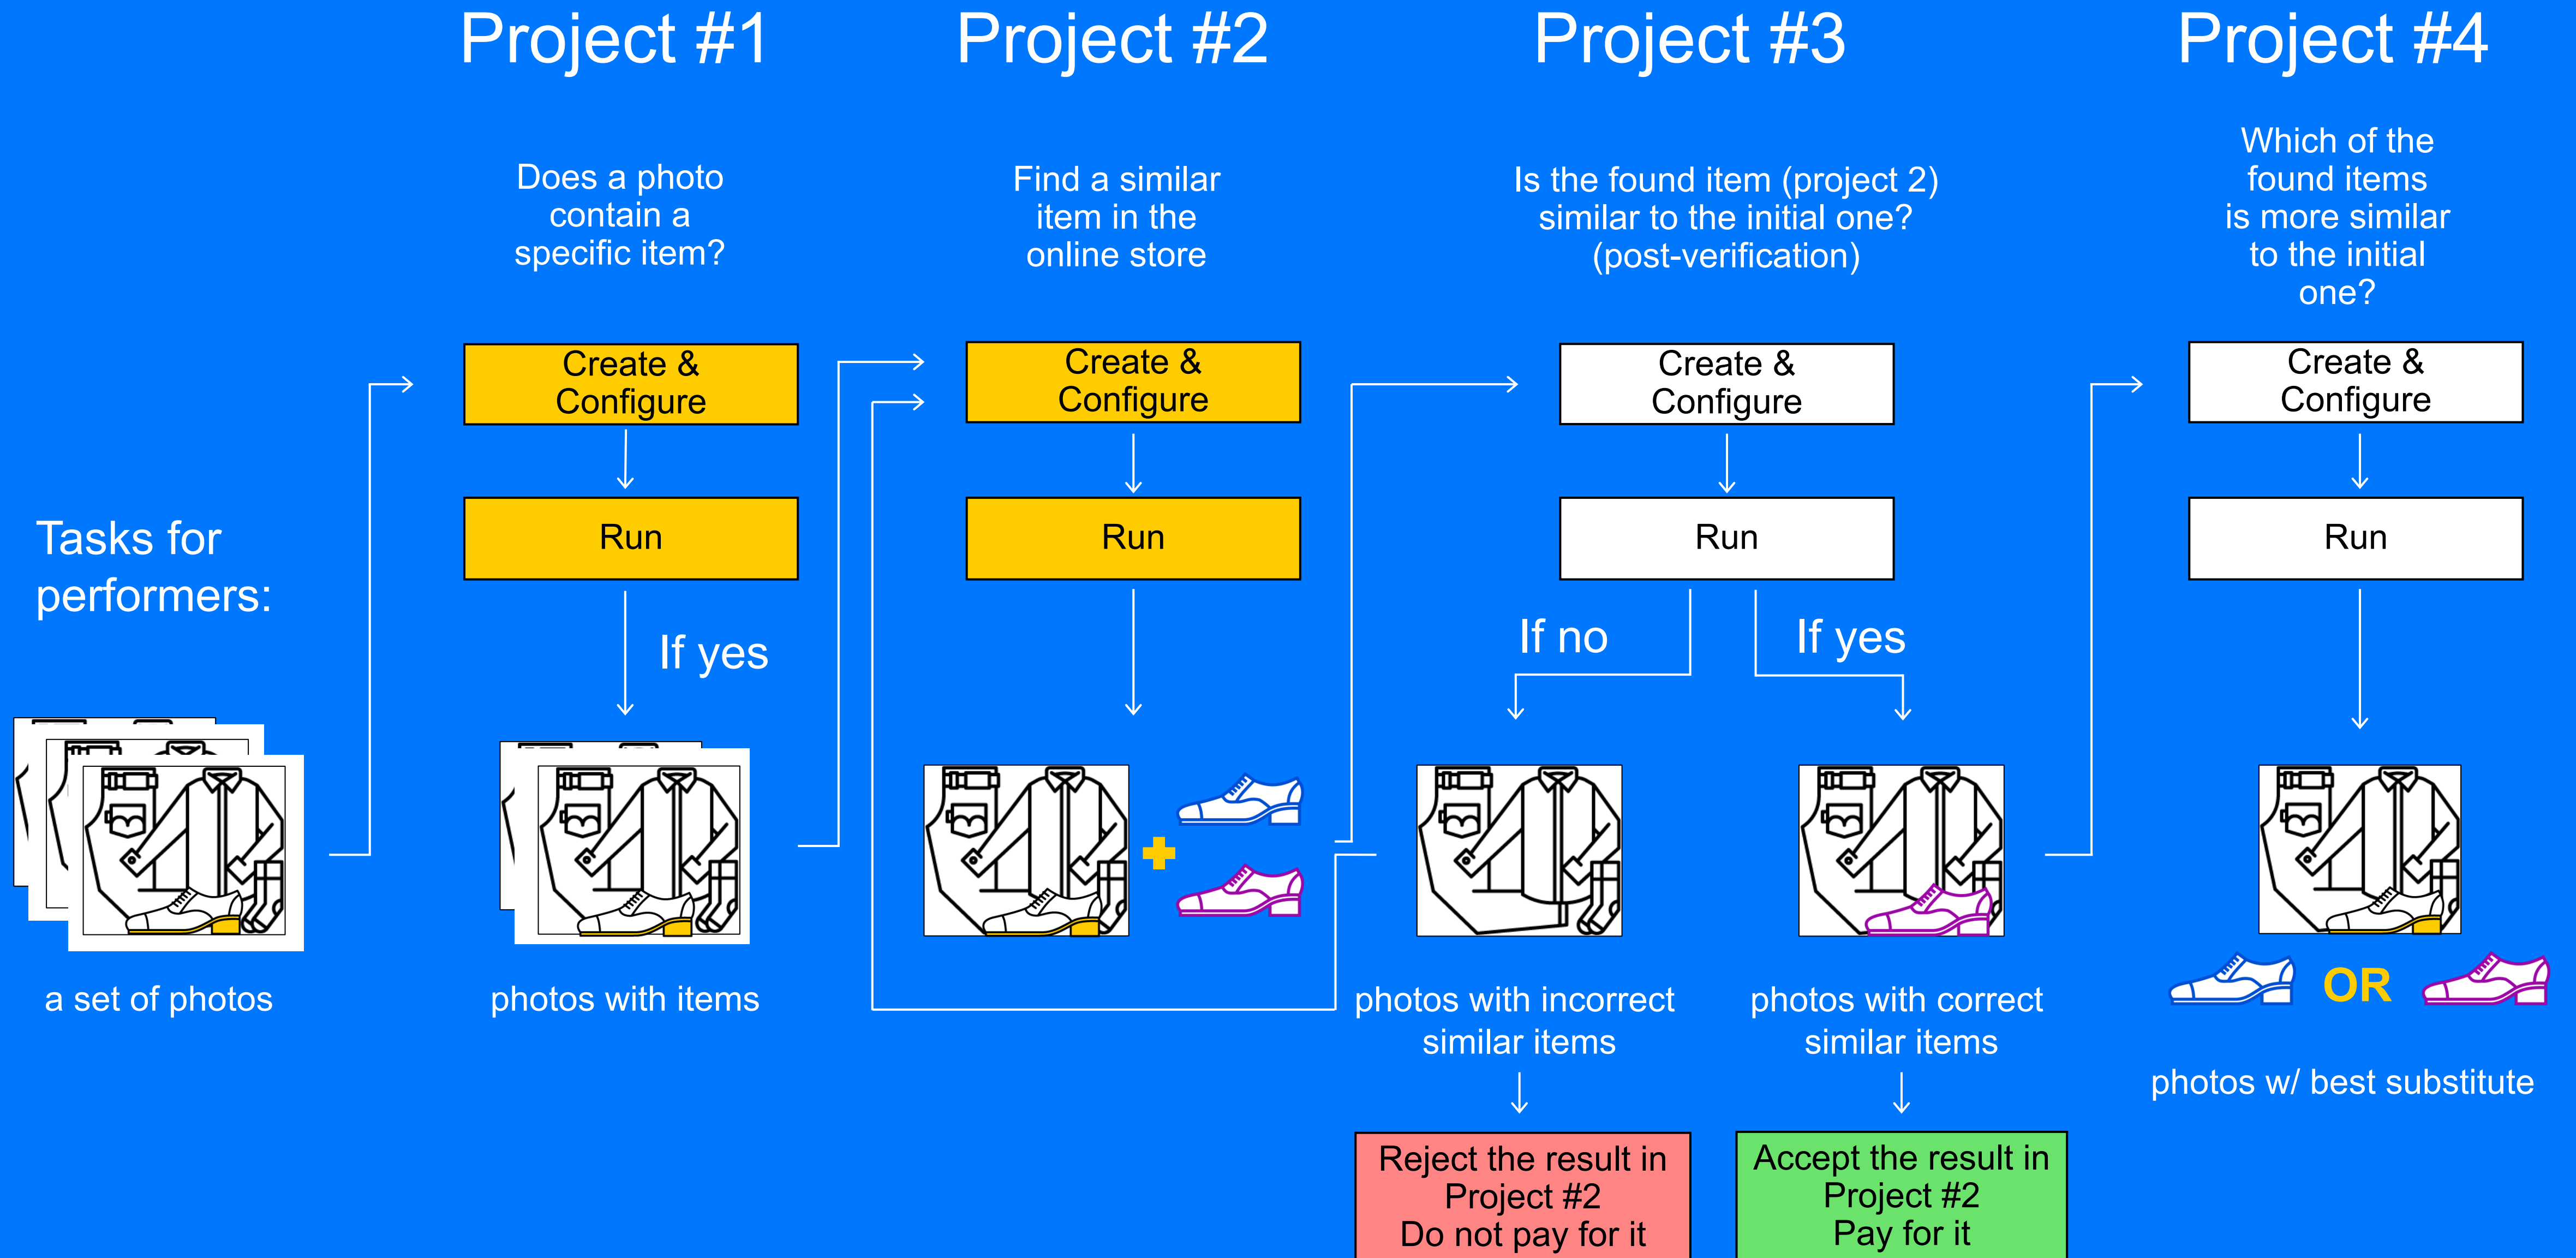 Project #1
Project #2
Project #3
Project #4
Does a photo
contain a
specific item?
Find a similar
item in the
online store
Is the found item (project 2)
similar to the initial one?
(post-verification)
Which of the
found items
is more similar
to the initial
one?
Create &
Configure
Create &
Configure
Create &
Configure
Create &
Configure
Run
Run
Run
Run
Tasks for
performers:
If yes
If no
If yes
OR
a set of photos
photos with items
photos with incorrect
similar items
photos with correct
similar items
photos w/ best substitute
Reject the result in
Project #2
Do not pay for it
Accept the result in
Project #2
Pay for it